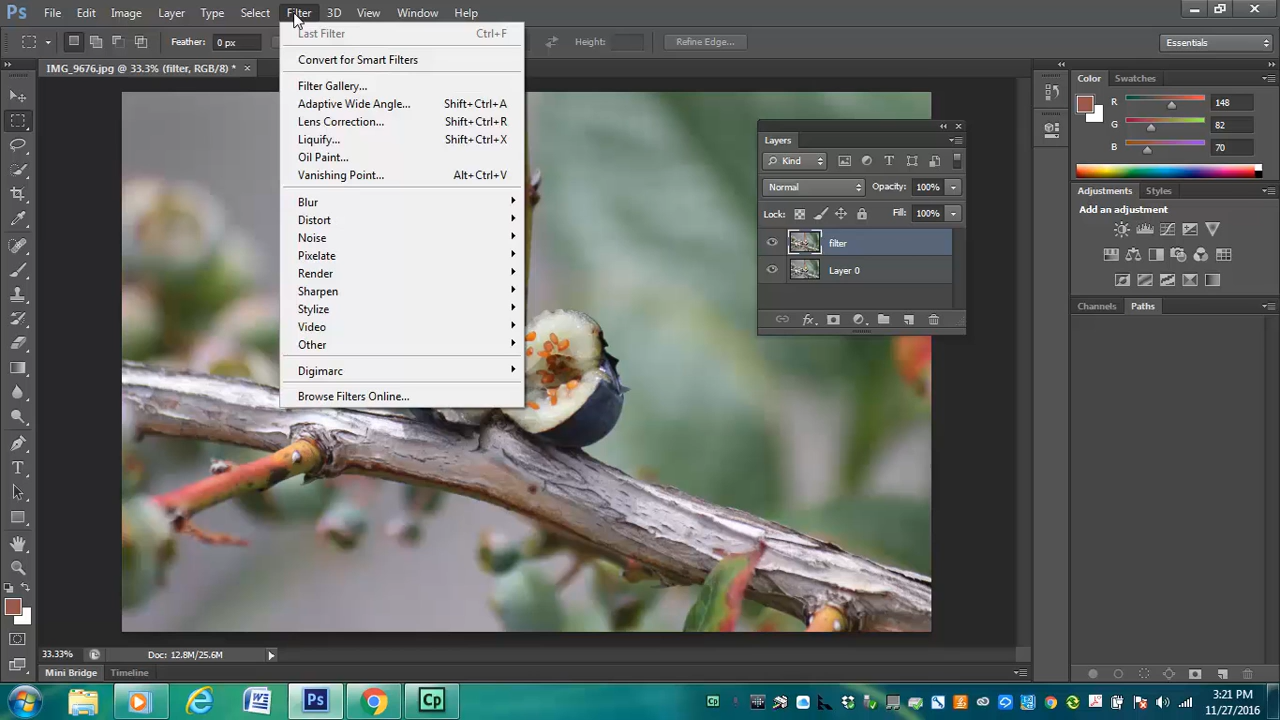 Ps File Edit Image Layer Type Select Filter 3D View Window Help
Feather: 0 px Height: Refine Edge... Essentials
IMG_9676.jpg @ 33.3% (filter, RGB/8) * ×
Last Filter Ctrl+F
Convert for Smart Filters
Filter Gallery...
Adaptive Wide Angle... Shift+Ctrl+A
Lens Correction... Shift+Ctrl+R
Liquify... Shift+Ctrl+X
Oil Paint...
Vanishing Point... Alt+Ctrl+V
Blur
Distort
Noise
Pixelate
Render
Sharpen
Stylize
Video
Other
Digimarc
Browse Filters Online...
Layers
Kind
Normal Opacity: 100%
Lock: Fill: 100%
filter
Layer 0
fx
Color Swatches
R 148
G 82
B 70
Adjustments Styles
Add an adjustment
Channels Paths
33.33% Doc: 12.8M/25.6M
Mini Bridge Timeline
Ps Cp
Cp
3:21 PM
11/27/2016